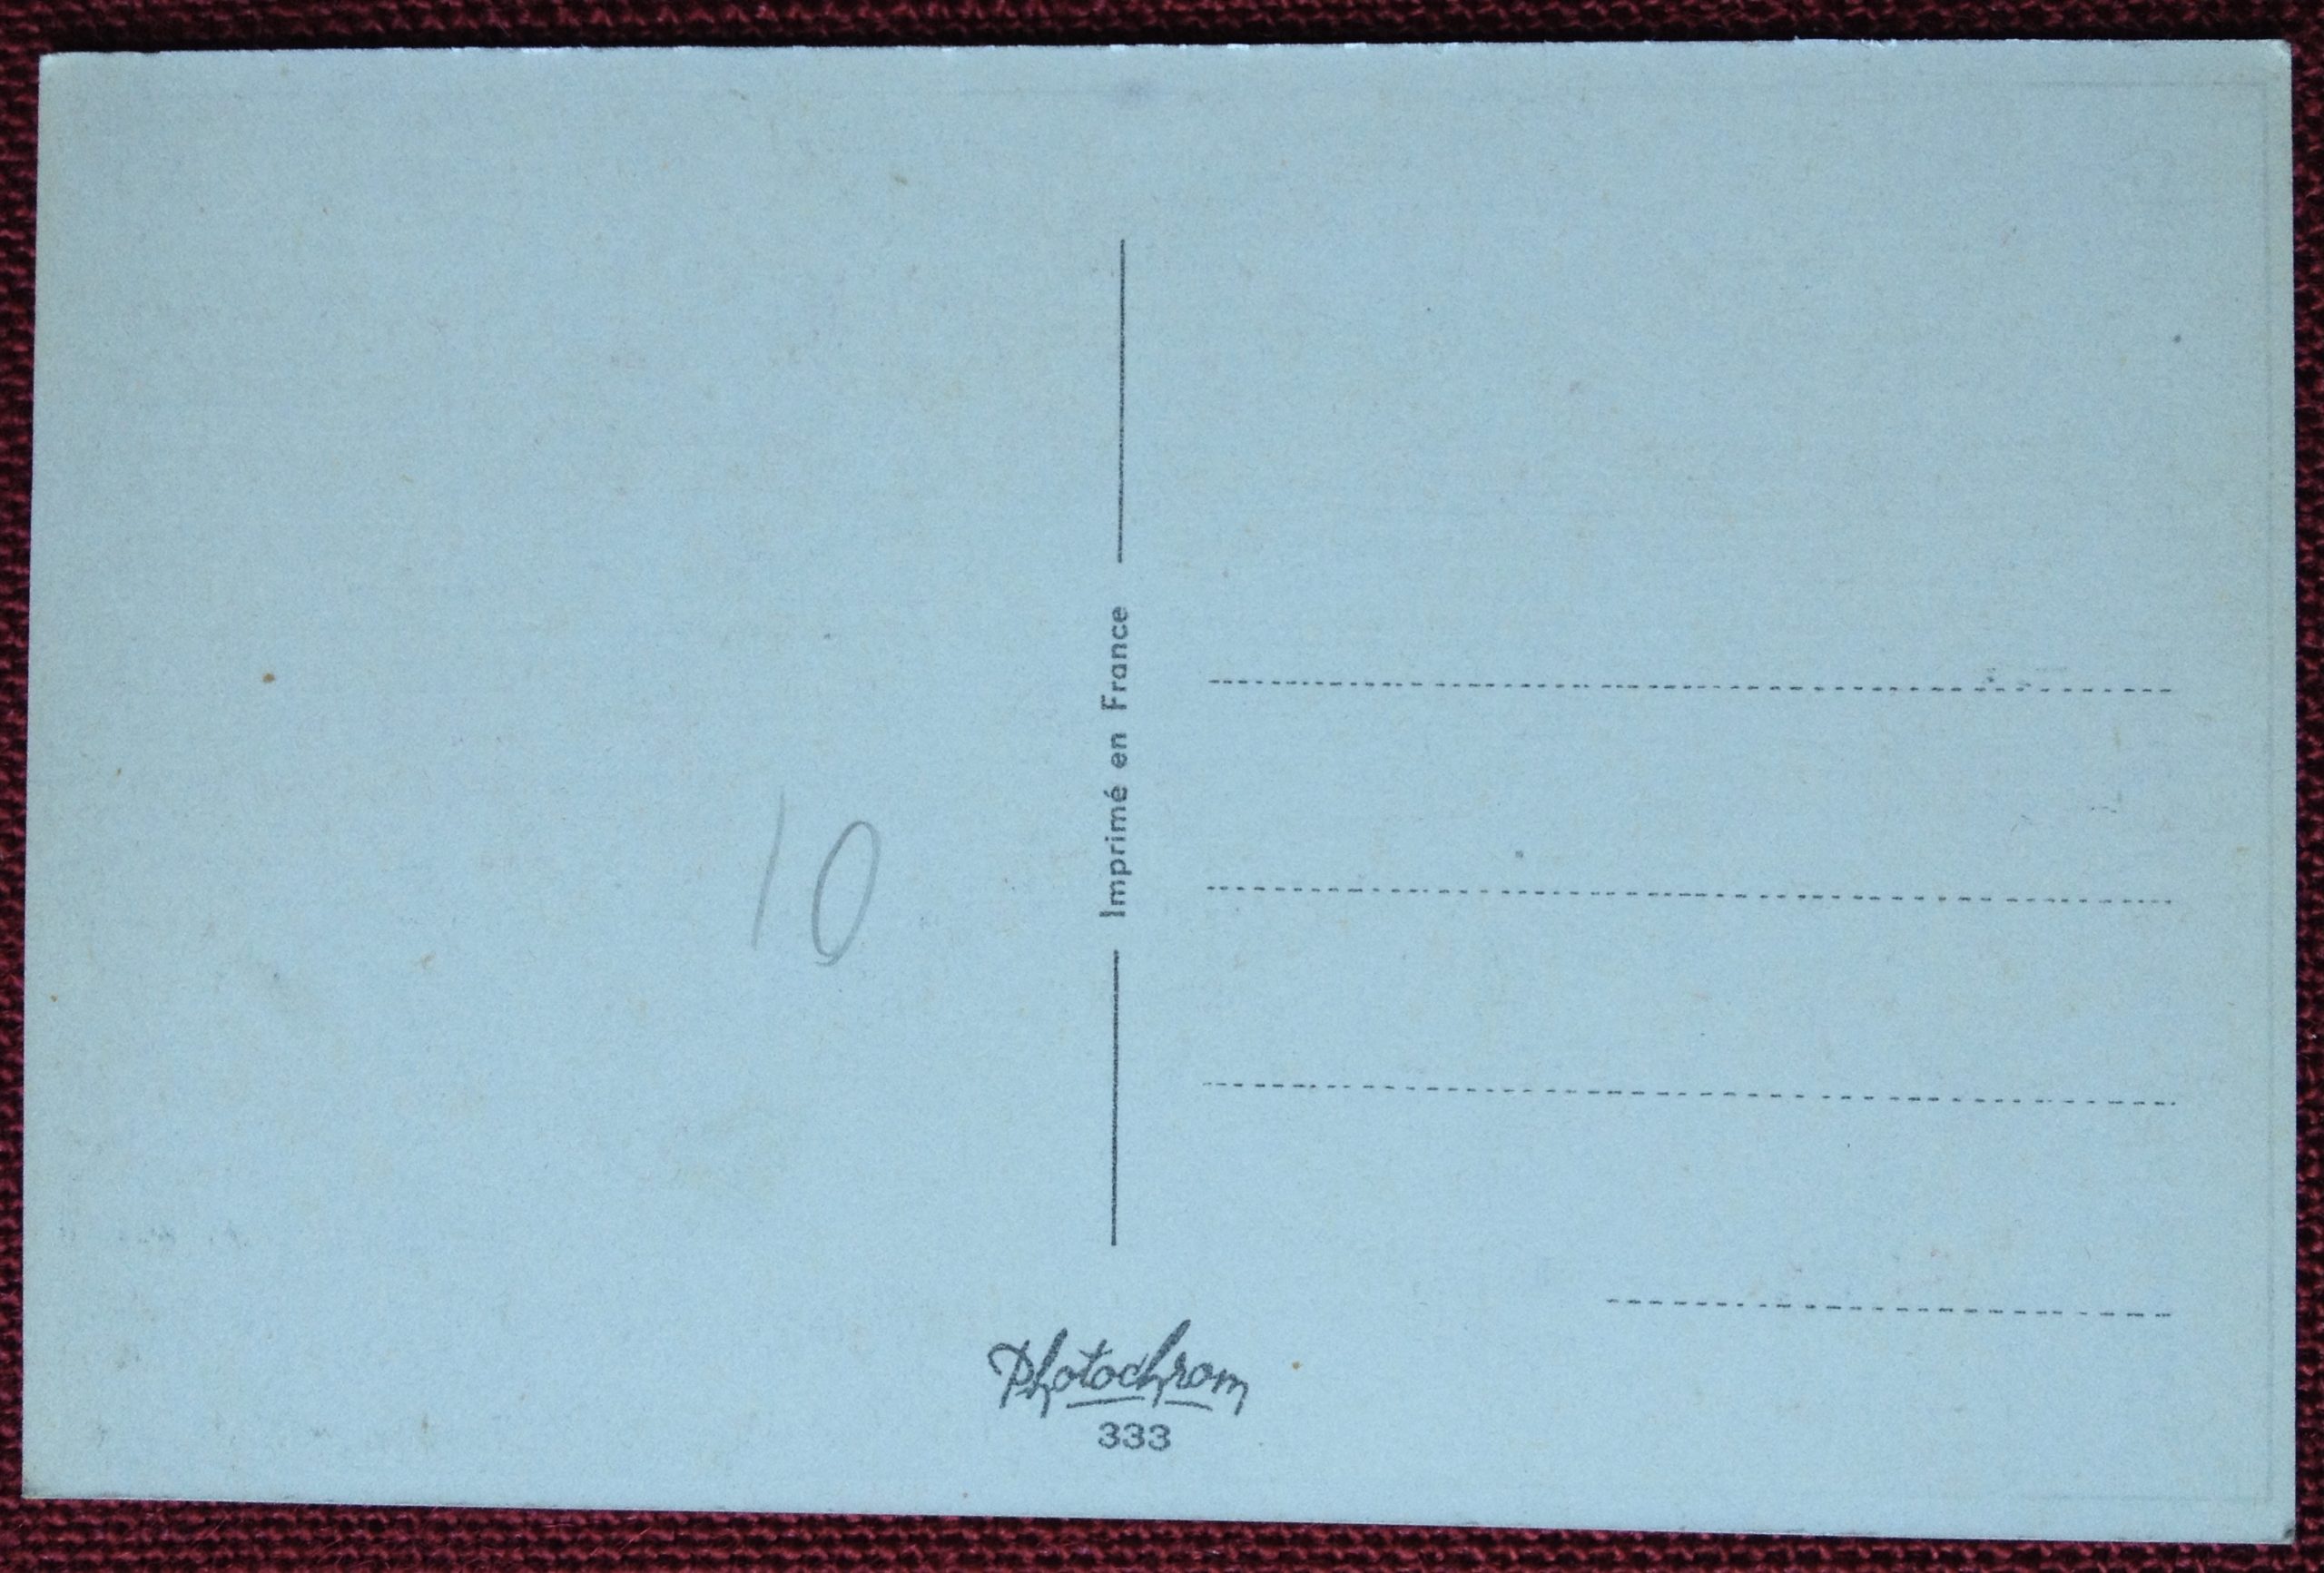 10
Imprimé en France
Photochrom
333